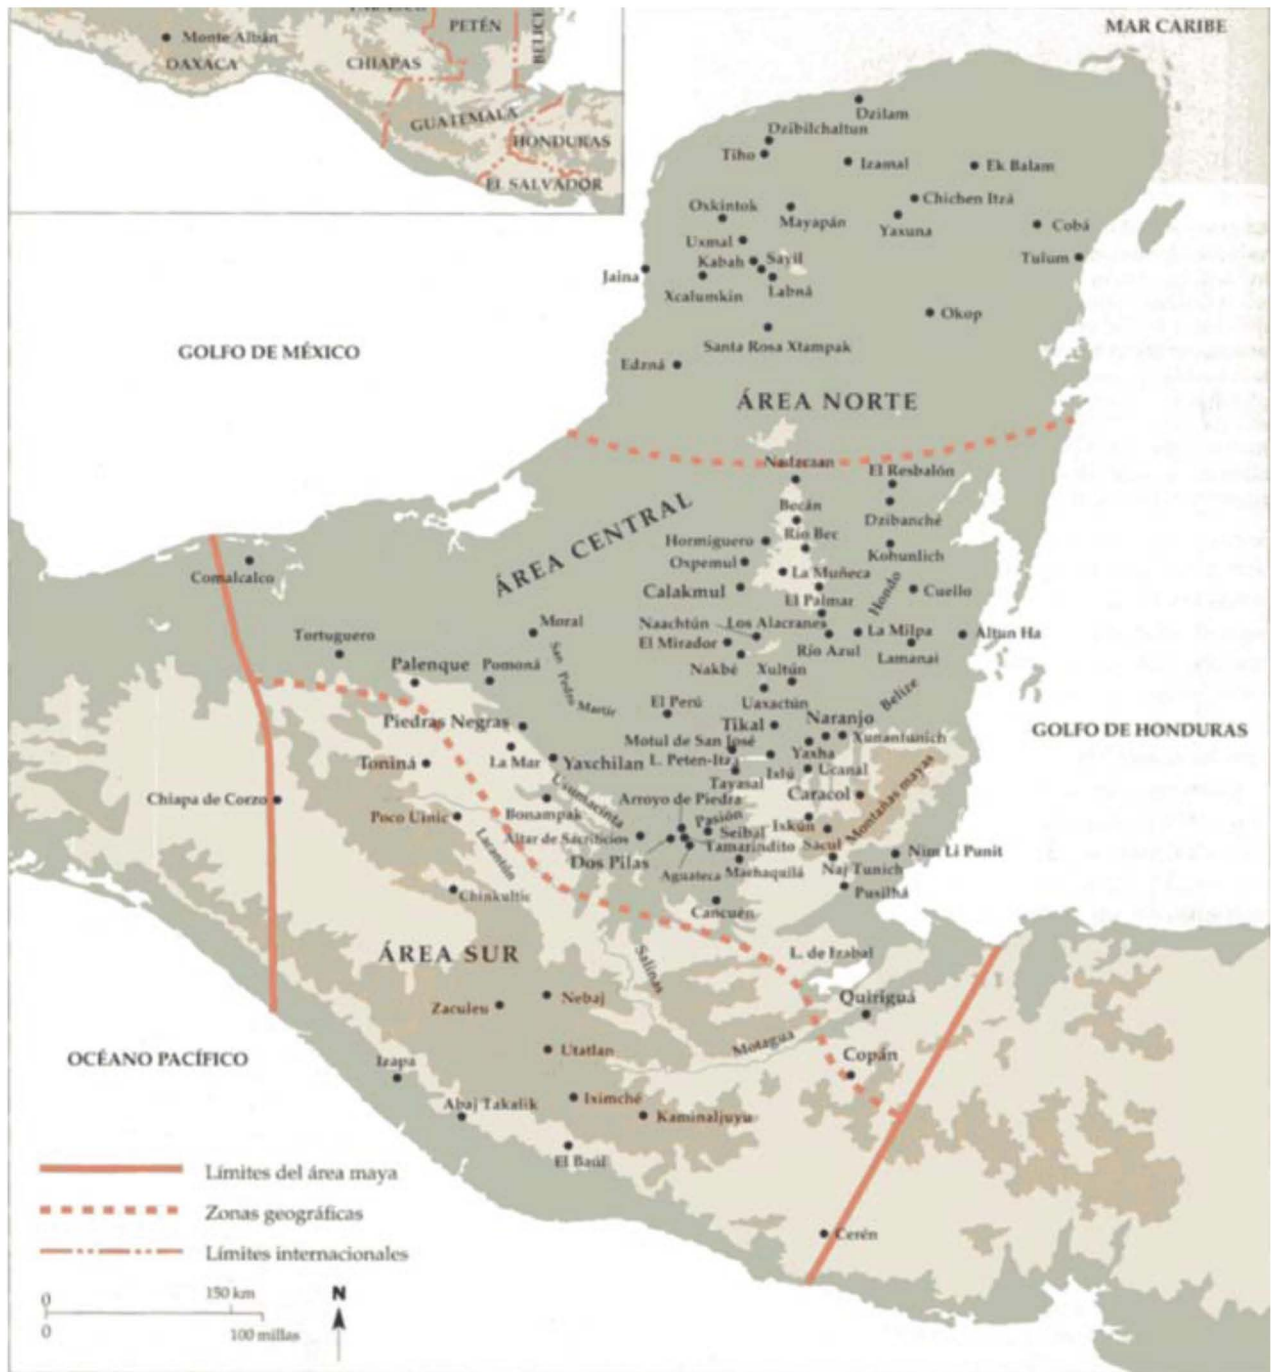 PETÉN
BELICE
Monte Albán
OAXACA
CHIAPAS
GUATEMALA
HONDURAS
EL SALVADOR
MAR CARIBE
Dzilam
Dzibilchaltun
Tiho
Izamal
Ek Balam
Chichen Itzá
Oxkintok
Mayapán
Yaxuna
Cobá
Uxmal
Kabah
Sayil
Tulum
Jaina
Xcalumkin
Labná
Okop
Santa Rosa Xtampak
GOLFO DE MÉXICO
Edzná
ÁREA NORTE
Nadzcaan
El Resbalón
Becán
Dzibanché
ÁREA CENTRAL
Hormiguero
Río Bec
Kohunlich
Oxpemul
La Muñeca
Comalcalco
Calakmul
El Palmar
Hondo
Cuello
Moral
Naachtún
Los Alacranes
La Milpa
Altun Ha
Tortuguero
El Mirador
Río Azul
Lamanai
Palenque
Pomoná
San Pedro Martir
Nakbé
Xultún
El Perú
Uaxactún
Belize
Piedras Negras
Tikal
Naranjo
Xunantunich
GOLFO DE HONDURAS
Motul de San José
Yaxha
Toniná
La Mar
Yaxchilan
L. Peten-Itzá
Ixlú
Ucanal
Tayasal
Chiapa de Corzo
Usumacinta
Arroyo de Piedra
Caracol
Montañas mayas
Poco Uinic
Bonampak
Pasión
Iskún
Altar de Sacrificios
Seibal
Lacantún
Tamarindito
Sacul
Nim Li Punit
Dos Pilas
Aguateca
Machaquilá
Naj Tunich
Chinkultic
Pusilhá
Cancuén
ÁREA SUR
L. de Izabal
Salinas
Nebaj
Quiriguá
Zaculeu
Motagua
OCÉANO PACÍFICO
Utatlan
Copán
Izapa
Abaj Takalik
Iximché
Kaminaljuyu
El Baúl
Límites del área maya
Zonas geográficas
Cerén
Límites internacionales
0 150 km
0 100 millas
N